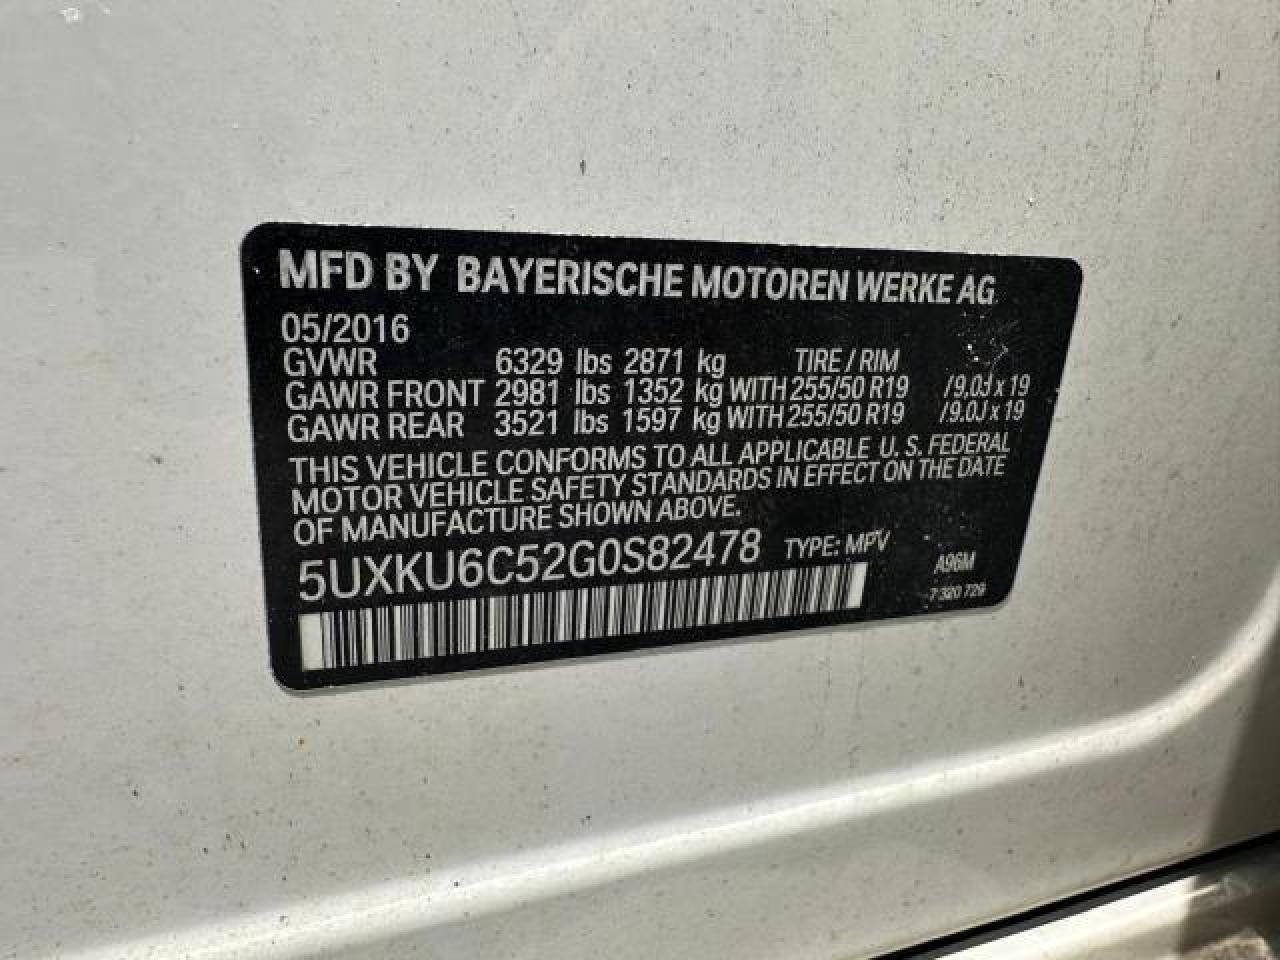 MFD BY BAYERISCHE MOTOREN WERKE AG
05/2016
GVWR 6329 lbs 2871 kg TIRE / RIM
GAWR FRONT 2981 lbs 1352 kg WITH 255/50 R19 /9.0J x 19
GAWR REAR 3521 lbs 1597 kg WITH 255/50 R19 /9.0J x 19
THIS VEHICLE CONFORMS TO ALL APPLICABLE U. S. FEDERAL
MOTOR VEHICLE SAFETY STANDARDS IN EFFECT ON THE DATE
OF MANUFACTURE SHOWN ABOVE.
5UXKU6C52G0S82478 TYPE: MPV
A96M
7 320 729